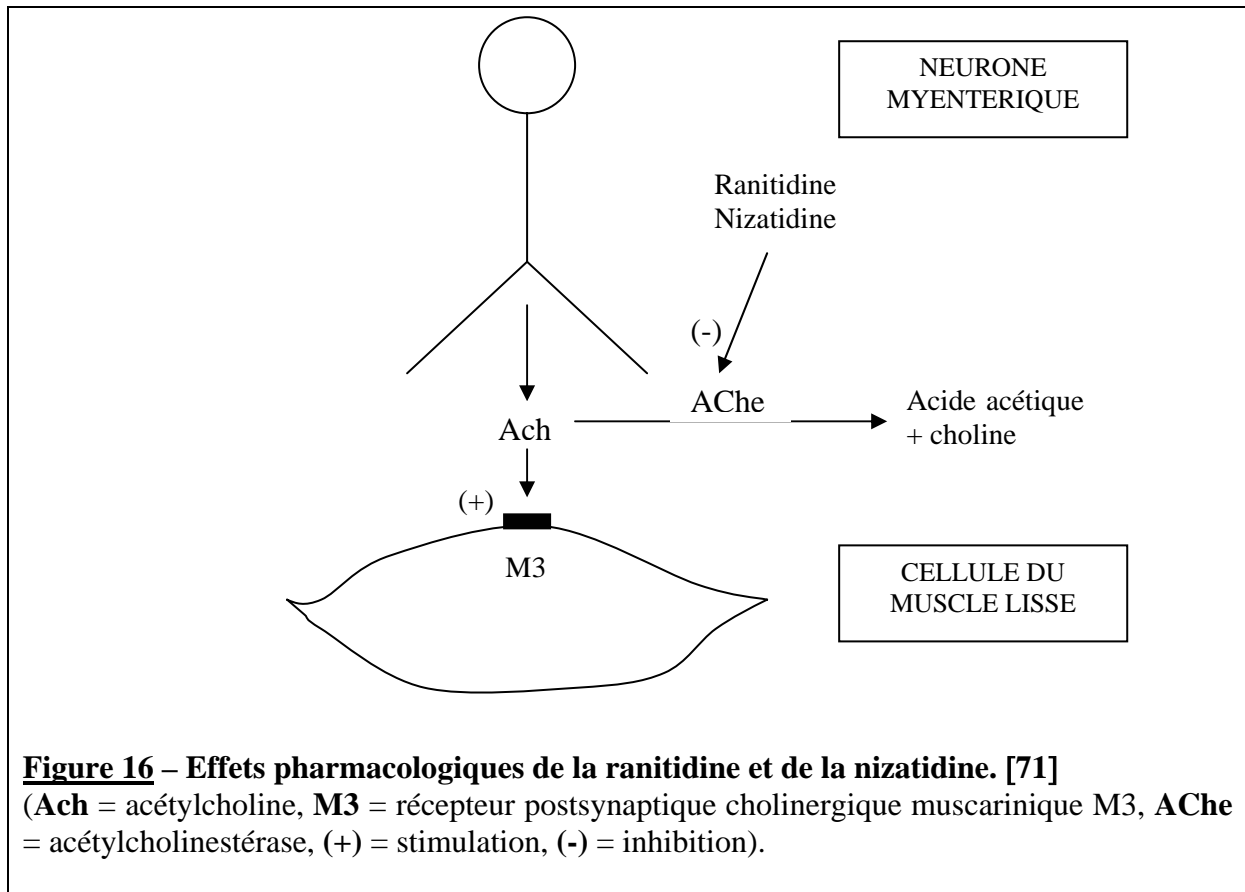 NEURONE
MYENTERIQUE
Ranitidine
Nizatidine
(-)
AChe
Acide acétique
+ choline
Ach
(+)
M3
CELLULE DU
MUSCLE LISSE
Figure 16 – Effets pharmacologiques de la ranitidine et de la nizatidine. [71]
(Ach = acétylcholine, M3 = récepteur postsynaptique cholinergique muscarinique M3, AChe
= acétylcholinestérase, (+) = stimulation, (-) = inhibition).